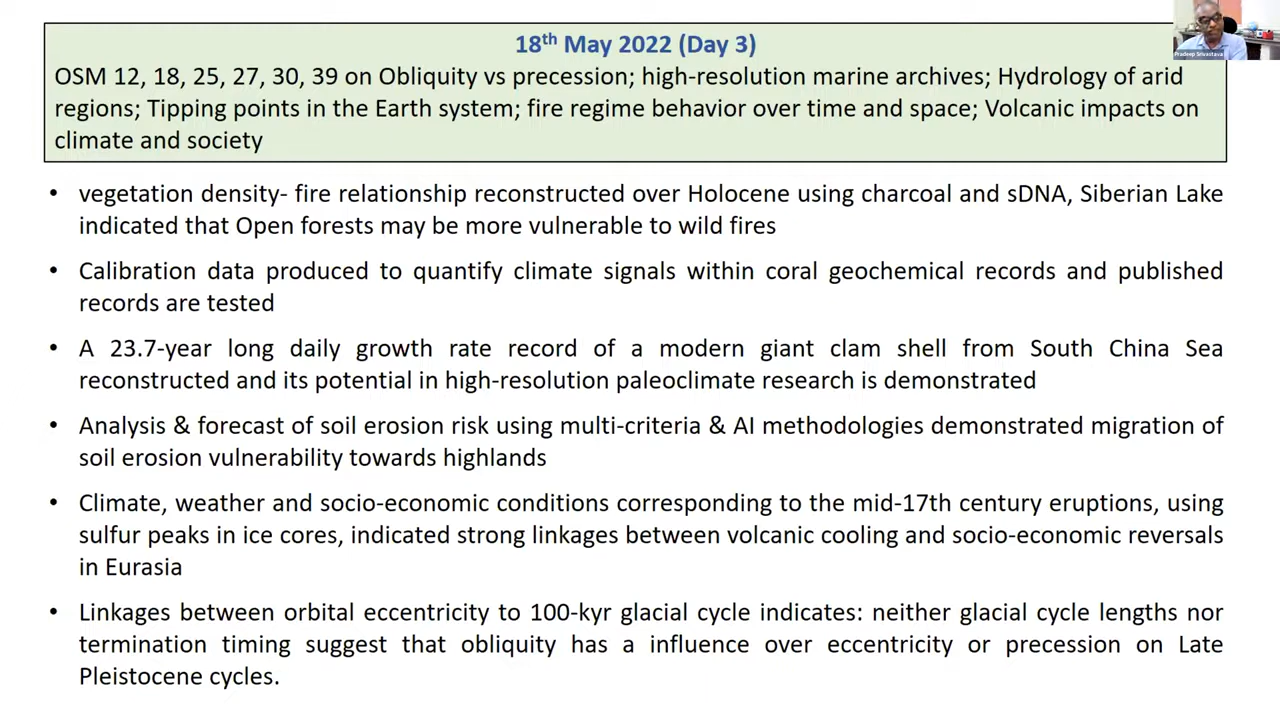 18th May 2022 (Day 3)
OSM 12, 18, 25, 27, 30, 39 on Obliquity vs precession; high-resolution marine archives; Hydrology of arid
regions; Tipping points in the Earth system; fire regime behavior over time and space; Volcanic impacts on
climate and society
• vegetation density- fire relationship reconstructed over Holocene using charcoal and sDNA, Siberian Lake
indicated that Open forests may be more vulnerable to wild fires
• Calibration data produced to quantify climate signals within coral geochemical records and published
records are tested
• A 23.7-year long daily growth rate record of a modern giant clam shell from South China Sea
reconstructed and its potential in high-resolution paleoclimate research is demonstrated
• Analysis & forecast of soil erosion risk using multi-criteria & AI methodologies demonstrated migration of
soil erosion vulnerability towards highlands
• Climate, weather and socio-economic conditions corresponding to the mid-17th century eruptions, using
sulfur peaks in ice cores, indicated strong linkages between volcanic cooling and socio-economic reversals
in Eurasia
• Linkages between orbital eccentricity to 100-kyr glacial cycle indicates: neither glacial cycle lengths nor
termination timing suggest that obliquity has a influence over eccentricity or precession on Late
Pleistocene cycles.
Pradeep Srivastava